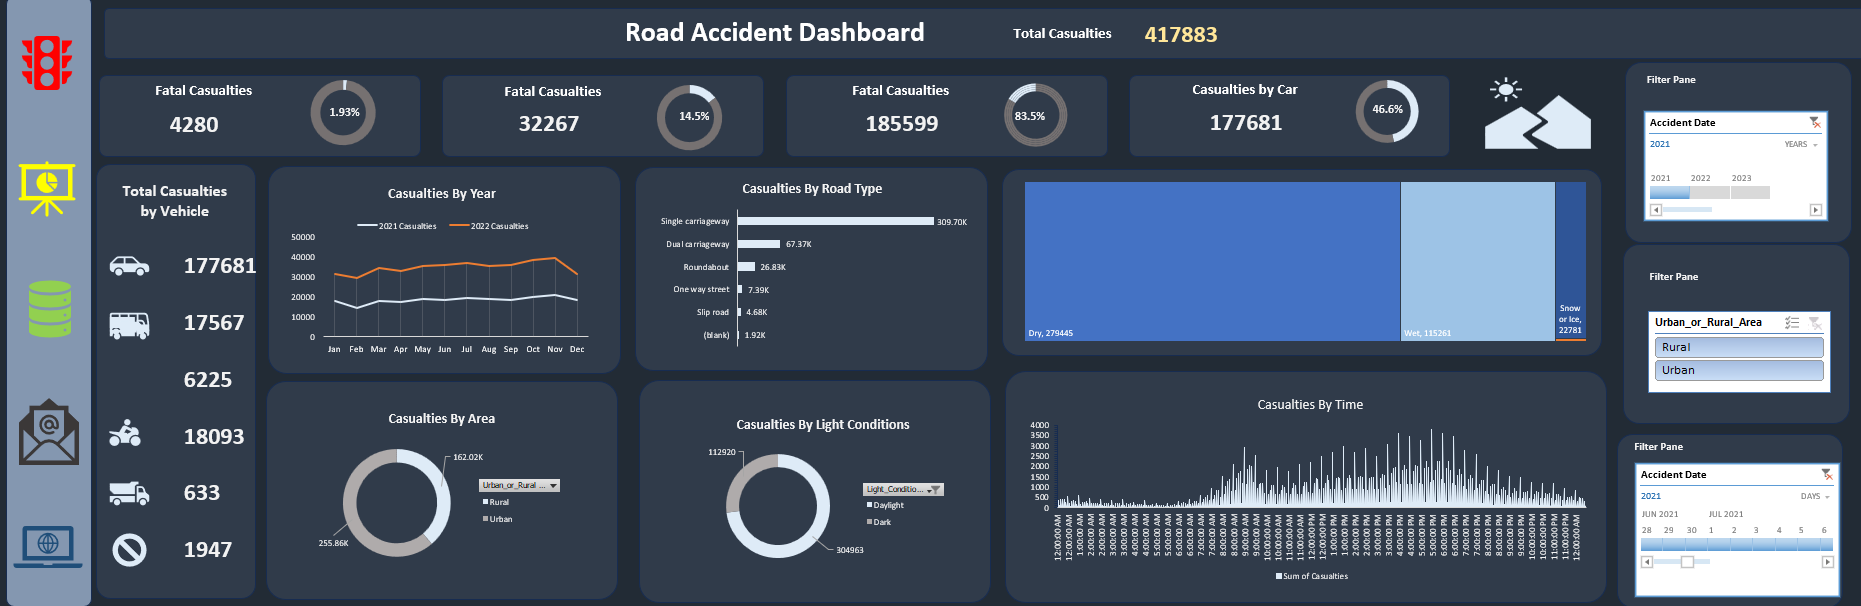 Road Accident Dashboard
Total Casualties 417883
Fatal Casualties
4280
1.93%
Fatal Casualties
32267
14.5%
Fatal Casualties
185599
83.5%
Casualties by Car
177681
46.6%
Total Casualties
by Vehicle
177681
17567
6225
18093
633
1947
Casualties By Year
2021 Casualties 2022 Casualties
50000
40000
30000
20000
10000
0
Jan Feb Mar Apr May Jun Jul Aug Sep Oct Nov Dec
Casualties By Road Type
Single carriageway 309.70K
Dual carriageway 67.37K
Roundabout 26.83K
One way street 7.39K
Slip road 4.68K
(blank) 1.92K
Dry, 279445
Wet, 115261
Snow
or Ice,
22781
Casualties By Area
162.02K
255.86K
Urban_or_Rural ...
Rural
Urban
Casualties By Light Conditions
112920
304963
Light_Conditio...
Daylight
Dark
Casualties By Time
4000
3500
3000
2500
2000
1500
1000
500
0
12:00:00 AM
12:00:00 AM
1:00:00 AM
1:00:00 AM
2:00:00 AM
2:00:00 AM
3:00:00 AM
3:00:00 AM
4:00:00 AM
4:00:00 AM
5:00:00 AM
5:00:00 AM
6:00:00 AM
6:00:00 AM
7:00:00 AM
7:00:00 AM
8:00:00 AM
8:00:00 AM
9:00:00 AM
10:00:00 AM
10:00:00 AM
11:00:00 AM
11:00:00 AM
12:00:00 PM
12:00:00 PM
1:00:00 PM
1:00:00 PM
2:00:00 PM
2:00:00 PM
3:00:00 PM
3:00:00 PM
4:00:00 PM
4:00:00 PM
5:00:00 PM
5:00:00 PM
6:00:00 PM
6:00:00 PM
7:00:00 PM
7:00:00 PM
8:00:00 PM
8:00:00 PM
9:00:00 PM
9:00:00 PM
10:00:00 PM
10:00:00 PM
11:00:00 PM
11:00:00 PM
12:00:00 AM
Sum of Casualties
Filter Pane
Accident Date
2021 YEARS
2021 2022 2023
Filter Pane
Urban_or_Rural_Area
Rural
Urban
Filter Pane
Accident Date
2021 DAYS
JUN 2021 JUL 2021
28 29 30 1 2 3 4 5 6